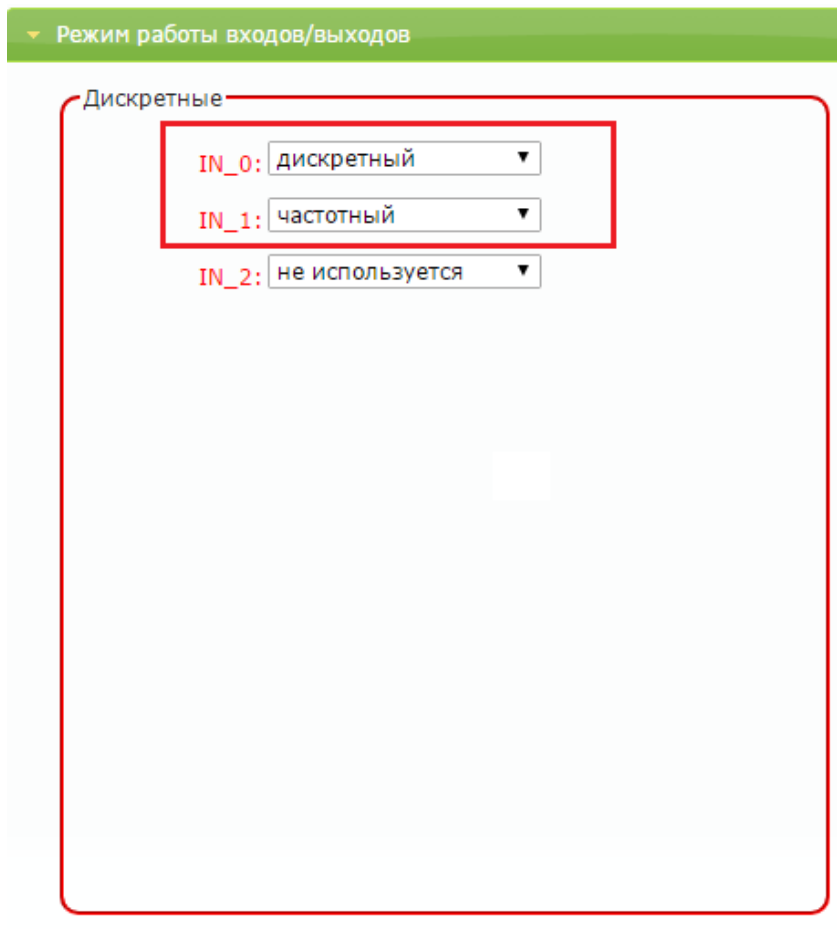 Режим работы входов/выходов
Дискретные
IN_0: дискретный
IN_1: частотный
IN_2: не используется